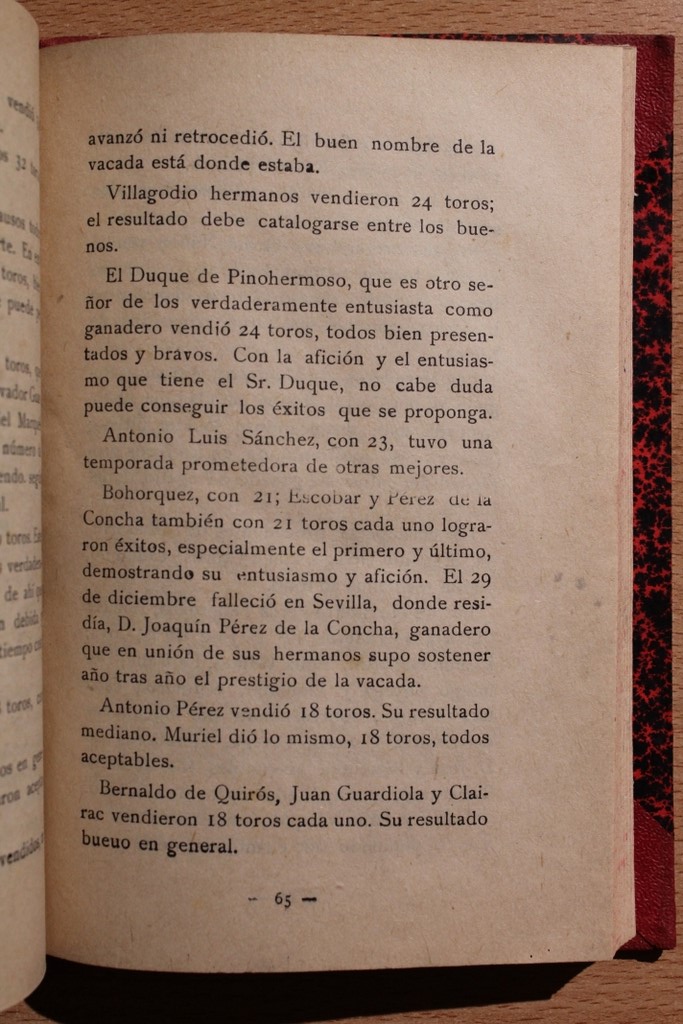 avanzó ni retrocedió. El buen nombre de la
vacada está donde estaba.
Villagodio hermanos vendieron 24 toros;
el resultado debe catalogarse entre los bue-
nos.
El Duque de Pinohermoso, que es otro se-
ñor de los verdaderamente entusiasta como
ganadero vendió 24 toros, todos bien presen-
tados y bravos. Con la afición y el entusias-
mo que tiene el Sr. Duque, no cabe duda
puede conseguir los éxitos que se proponga.
Antonio Luis Sánchez, con 23, tuvo una
temporada prometedora de otras mejores.
Bohorquez, con 21; Escobar y Pérez de la
Concha también con 21 toros cada uno logra-
ron éxitos, especialmente el primero y último,
demostrando su entusiasmo y afición. El 29
de diciembre falleció en Sevilla, donde resi-
día, D. Joaquín Pérez de la Concha, ganadero
que en unión de sus hermanos supo sostener
año tras año el prestigio de la vacada.
Antonio Pérez vendió 18 toros. Su resultado
mediano. Muriel dió lo mismo, 18 toros, todos
aceptables.
Bernaldo de Quirós, Juan Guardiola y Clai-
rac vendieron 18 toros cada uno. Su resultado
bueuo en general.
- 65 —